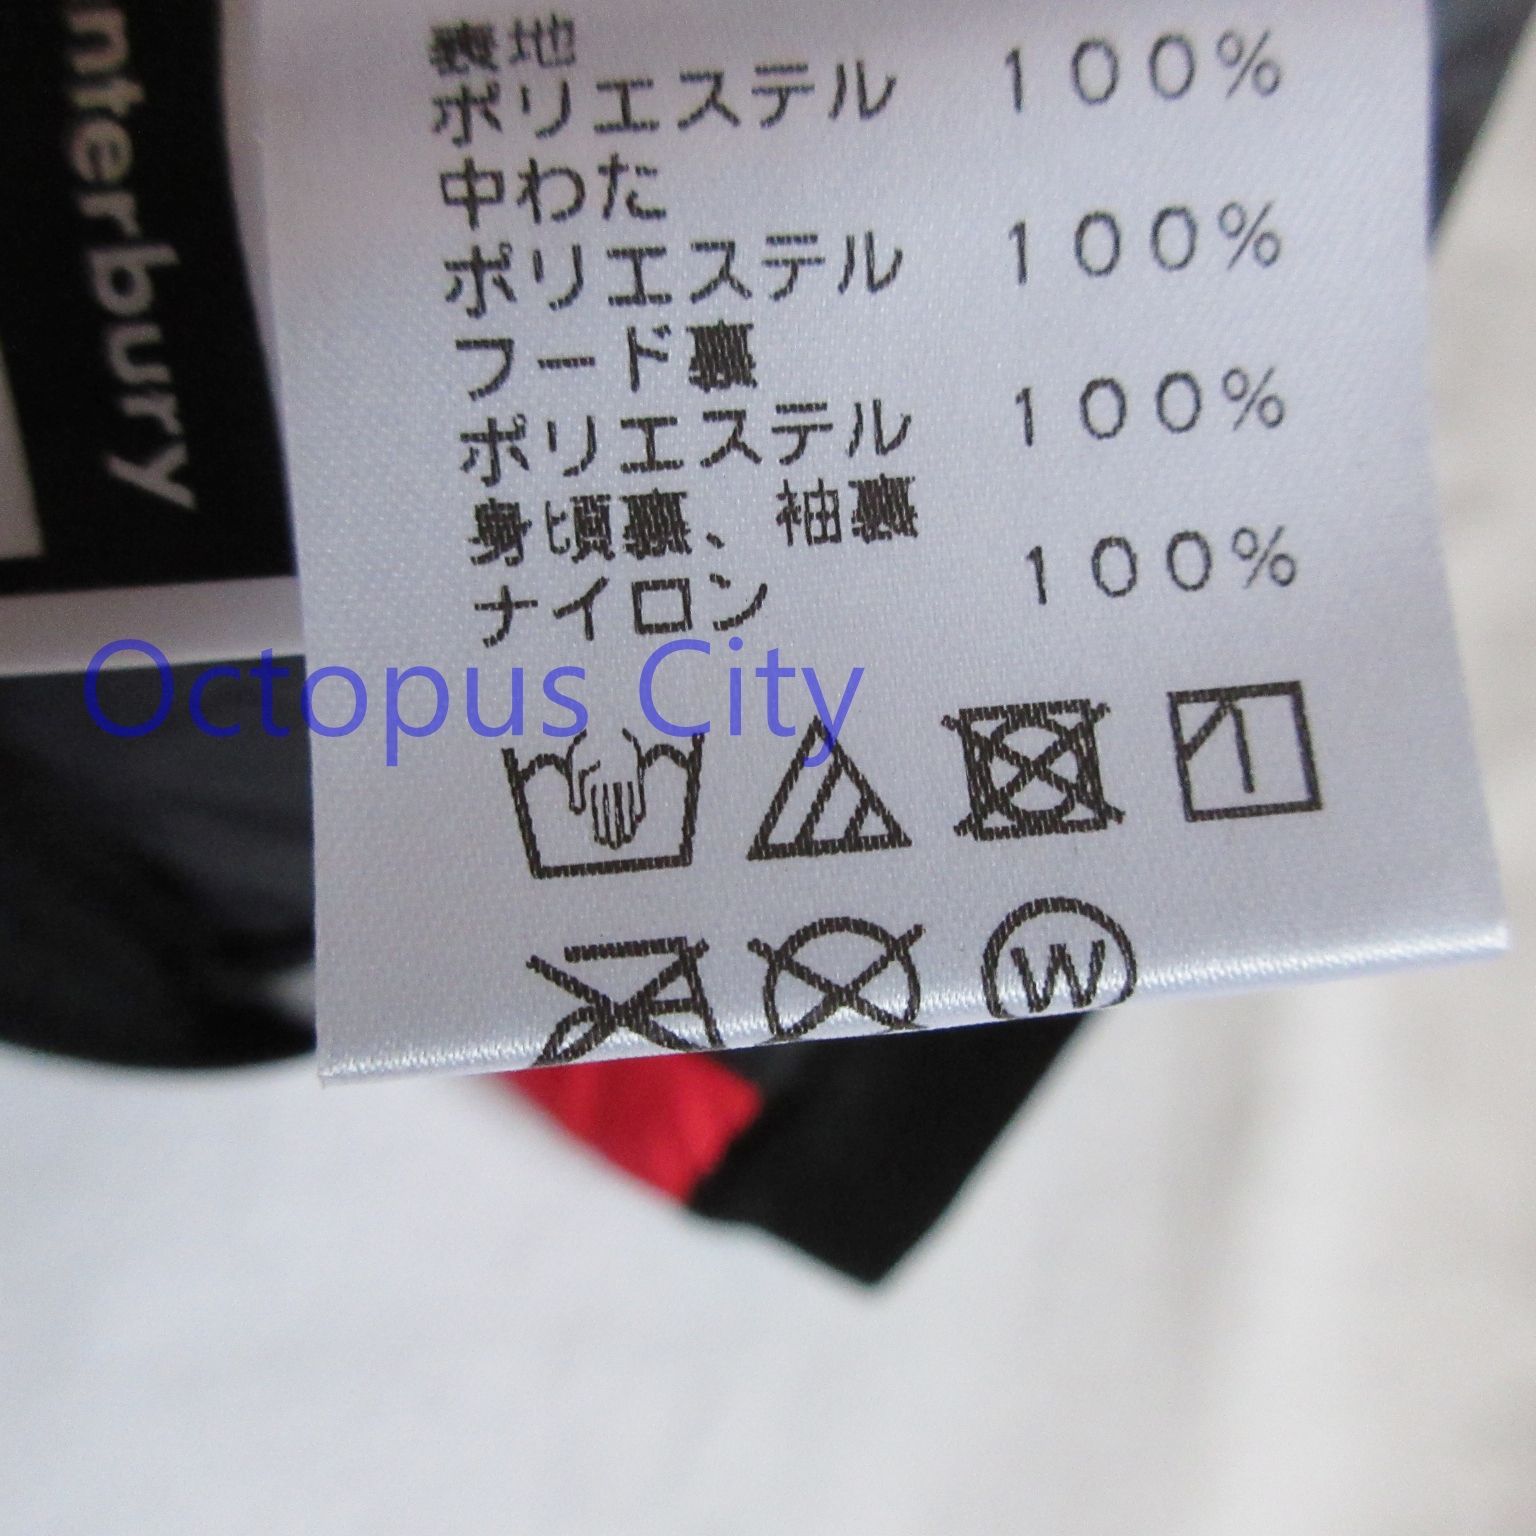 nterbury
表地
ポリエステル 100%
中わた
ポリエステル 100%
フード裏
ポリエステル 100%
身頃裏、袖裏
ナイロン 100%
Octopus City
W